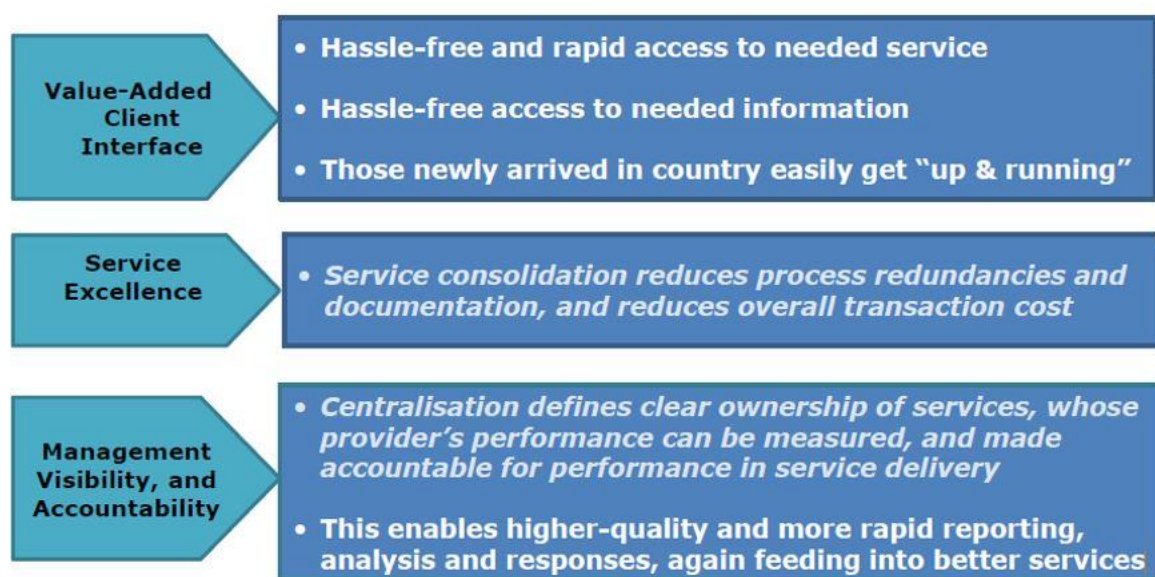 Value-Added
Client
Interface
• Hassle-free and rapid access to needed service
• Hassle-free access to needed information
• Those newly arrived in country easily get “up & running”
Service
Excellence
• Service consolidation reduces process redundancies and
documentation, and reduces overall transaction cost
Management
Visibility, and
Accountability
• Centralisation defines clear ownership of services, whose
provider’s performance can be measured, and made
accountable for performance in service delivery
• This enables higher-quality and more rapid reporting,
analysis and responses, again feeding into better services